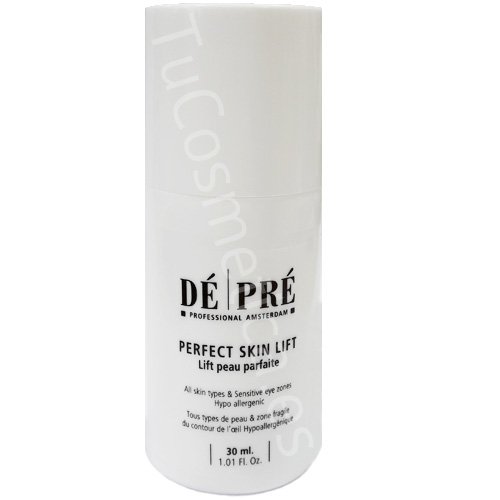 DÉ|PRÉ
PROFESSIONAL AMSTERDAM
PERFECT SKIN LIFT
Lift peau parfaite
All skin types & Sensitive eye zones
Hypo allergenic
Tous types de peau & zone fragile
du contour de l'œil Hypoallergénique
30 ml.
1.01 Fl. Oz.